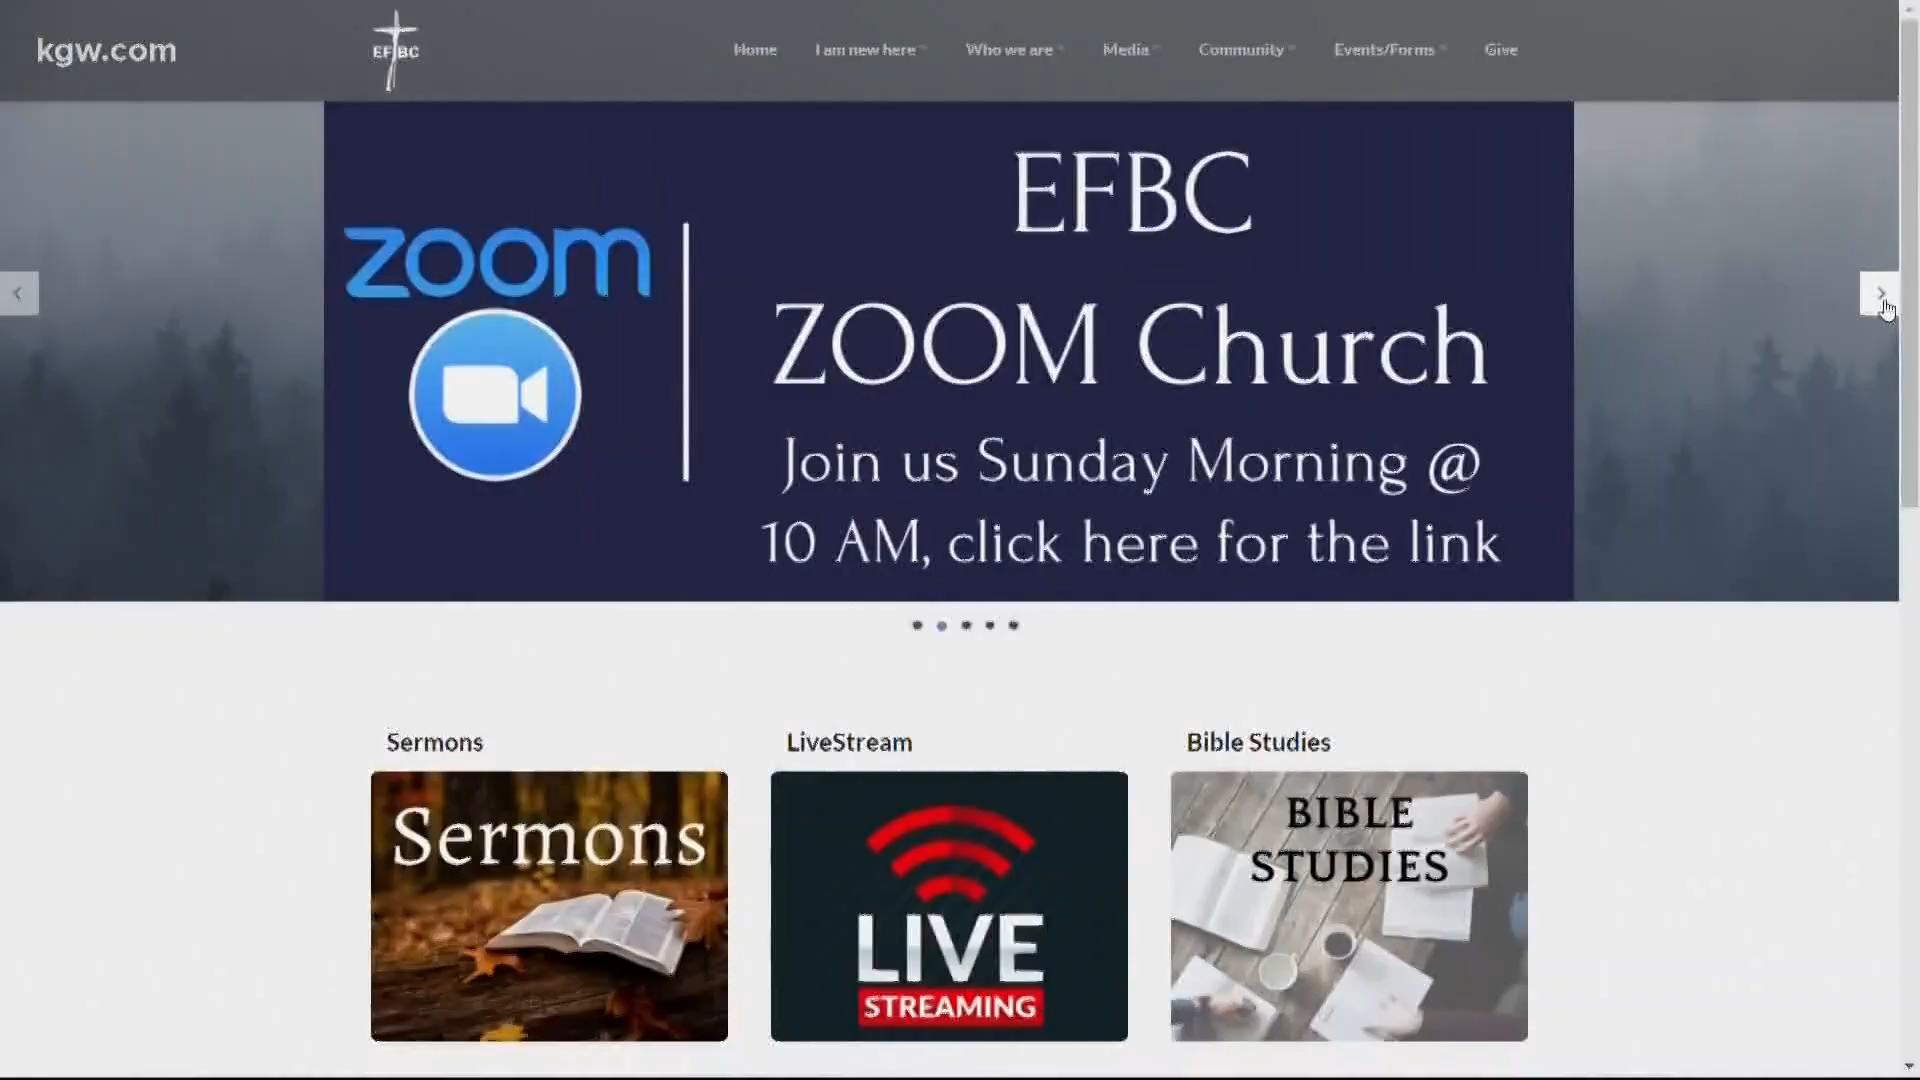 kgw.com
EFBC
Home
I am new here
Who we are
Media
Community
Events/Forms
Give
zoom
EFBC
ZOOM Church
Join us Sunday Morning @
10 AM, click here for the link
Sermons
LiveStream
Bible Studies
Sermons
LIVE
STREAMING
BIBLE
STUDIES